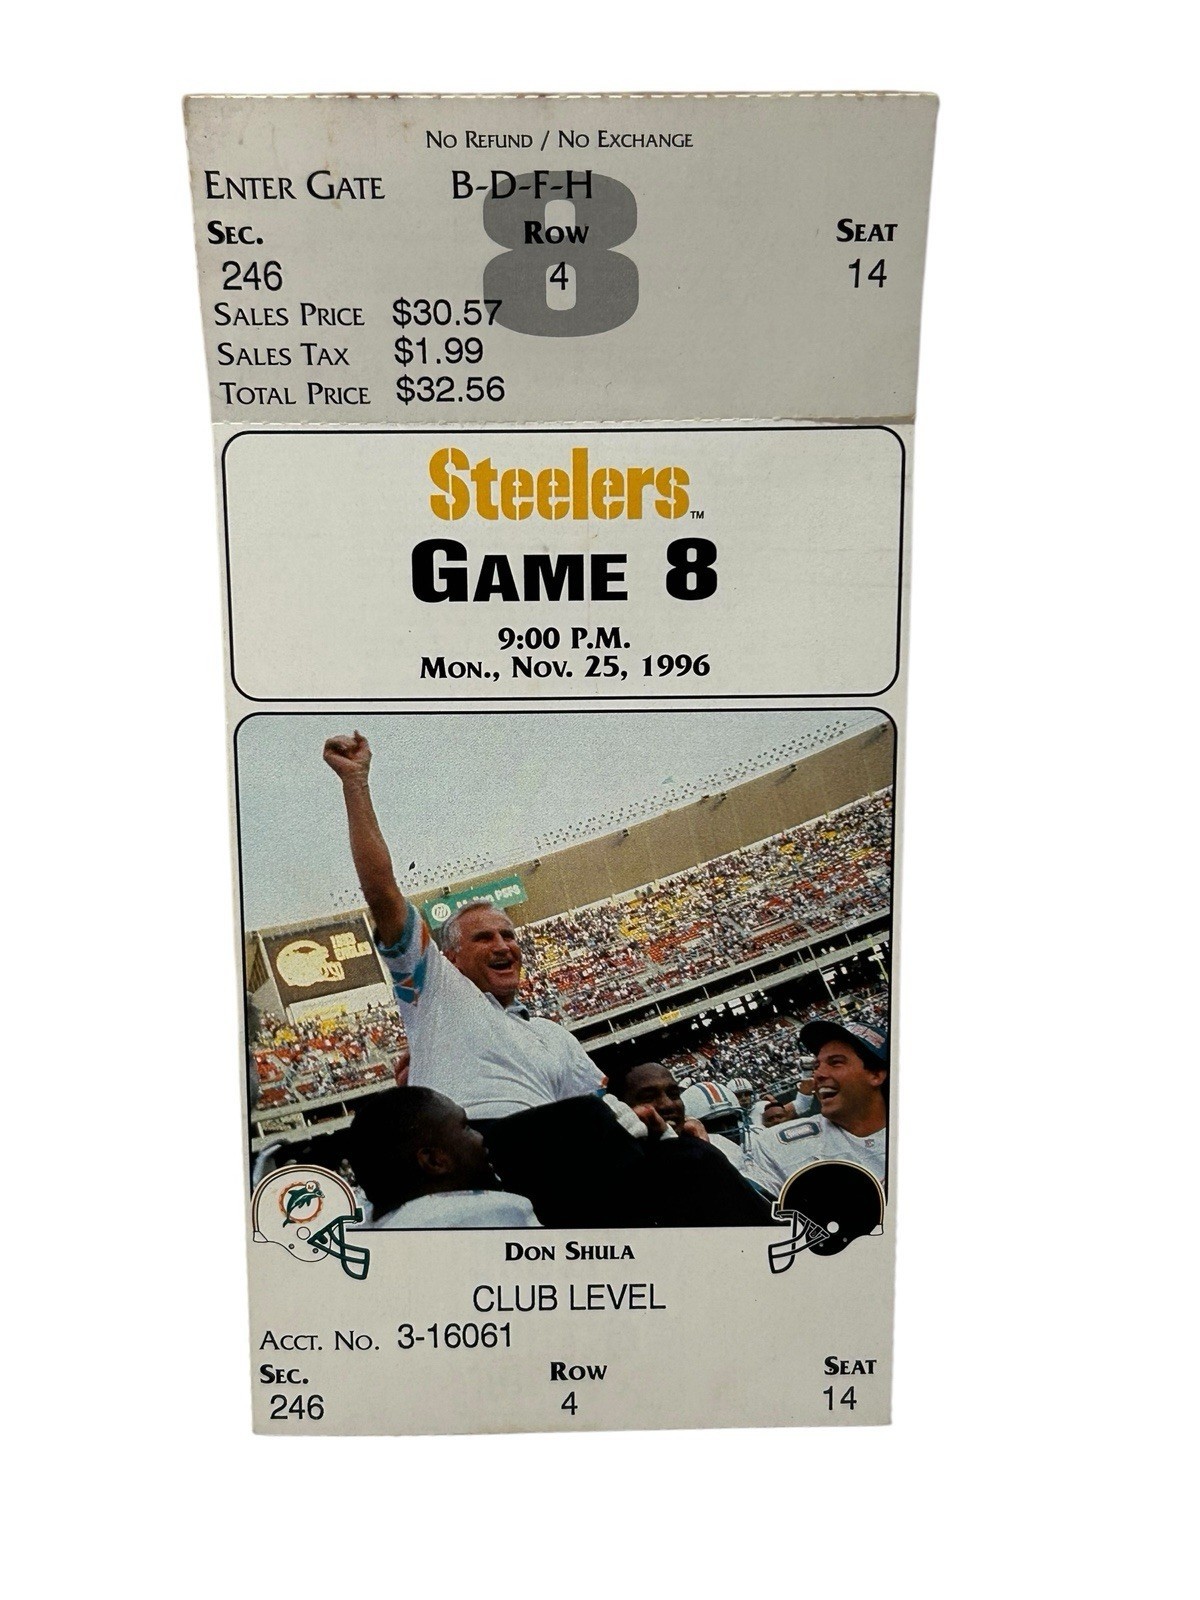 No Refund / No Exchange
Enter Gate B-D-F-H
8
Sec. Row Seat
246 4 14
Sales Price $30.57
Sales Tax $1.99
Total Price $32.56
Steelers TM
Game 8
9:00 P.M.
Mon., Nov. 25, 1996
PSFS
Don Shula
CLUB LEVEL
Acct. No. 3-16061
Sec. Row Seat
246 4 14